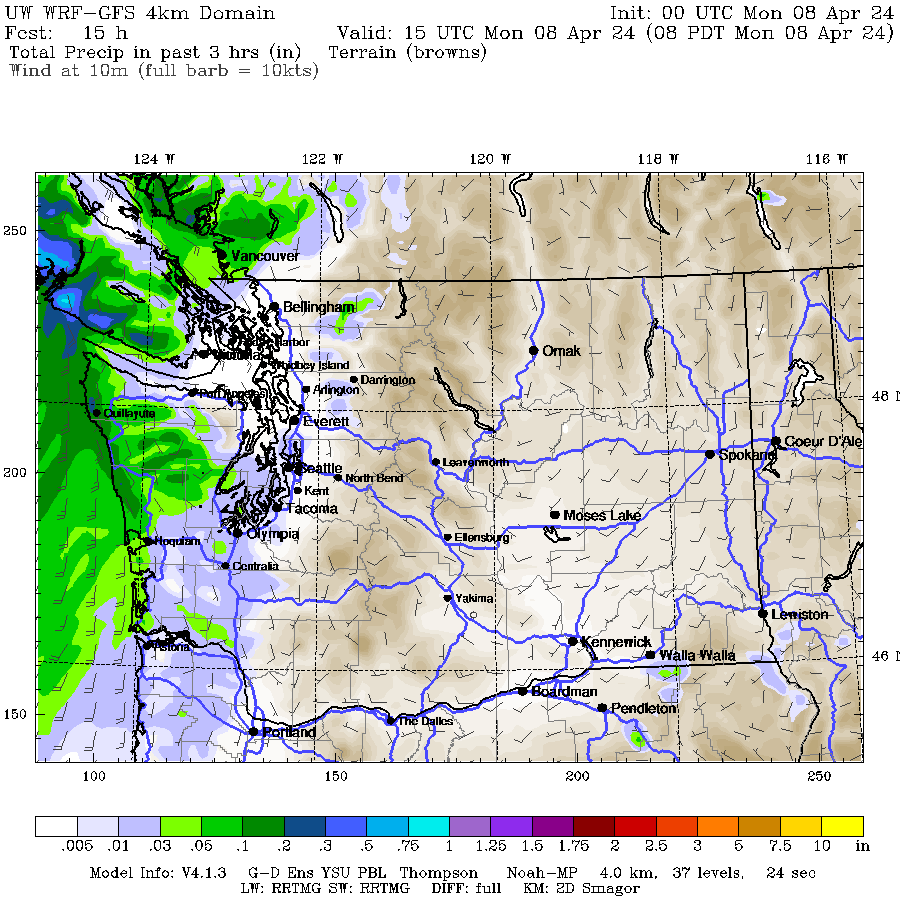 UW WRF-GFS 4km Domain Init: 00 UTC Mon 08 Apr 24
Fcst: 15 h Valid: 15 UTC Mon 08 Apr 24 (08 PDT Mon 08 Apr 24)
Total Precip in past 3 hrs (in) Terrain (browns)
Wind at 10m (full barb = 10kts)
124 W 122 W 120 W 118 W 116 W
250
Vancouver
Bellingham
Omak
Whidbey Island
Darrington
Arlington
Port Angeles
48 N
Quillayute
Everett
Coeur D'Ale
Spokane
Leavenworth
200
Seattle
North Bend
Kent
Tacoma
Moses Lake
Olympia
Ellensburg
Hoquiam
Centralia
Yakima
Lewiston
Kennewick
Astoria
Walla Walla
46 N
Boardman
Pendleton
150
The Dalles
Portland
100 150 200 250
.005 .01 .03 .05 .1 .2 .3 .5 .75 1 1.25 1.5 1.75 2 2.5 3 5 7.5 10 in
Model Info: V4.1.3 G-D Ens YSU PBL Thompson Noah-MP 4.0 km, 37 levels, 24 sec
LW: RRTMG SW: RRTMG DIFF: full KM: 2D Smagor